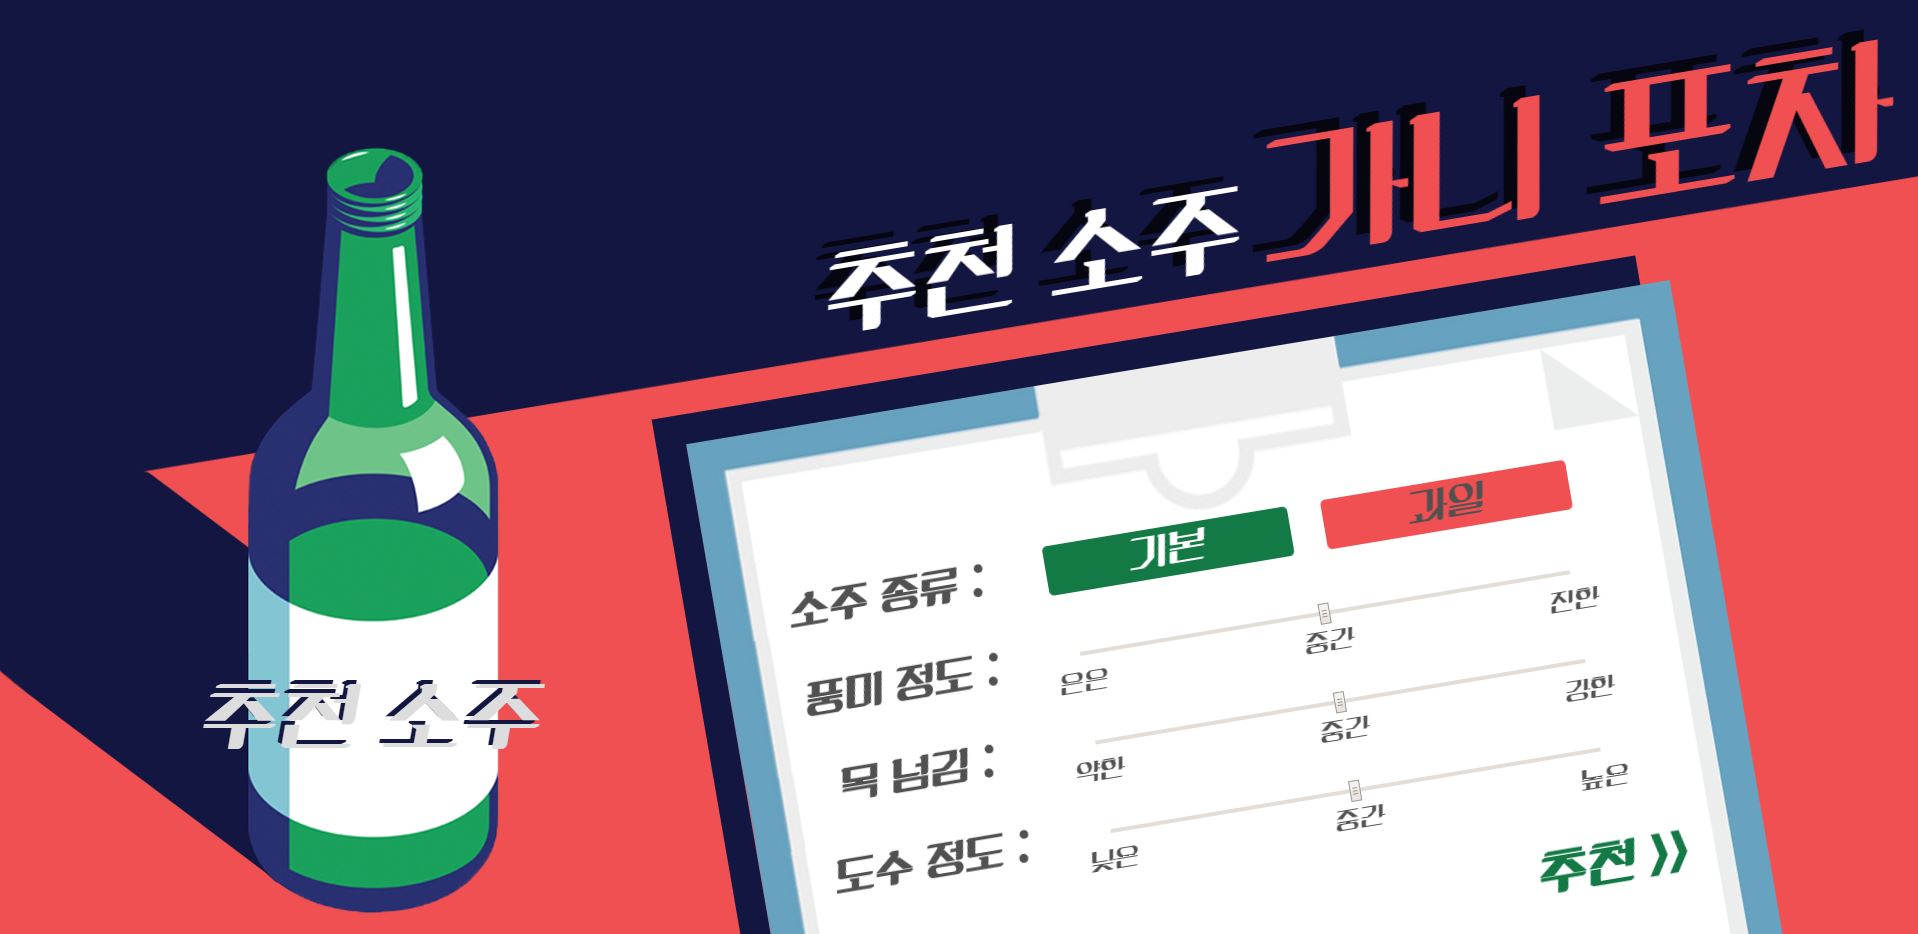 추천 소주 개니 포차
추천 소주
소주 종류 : 기본 과일
풍미 정도 : 은은 중간 진한
목 넘김 : 약한 중간 강한
도수 정도 : 낮은 중간 높은
추천 》